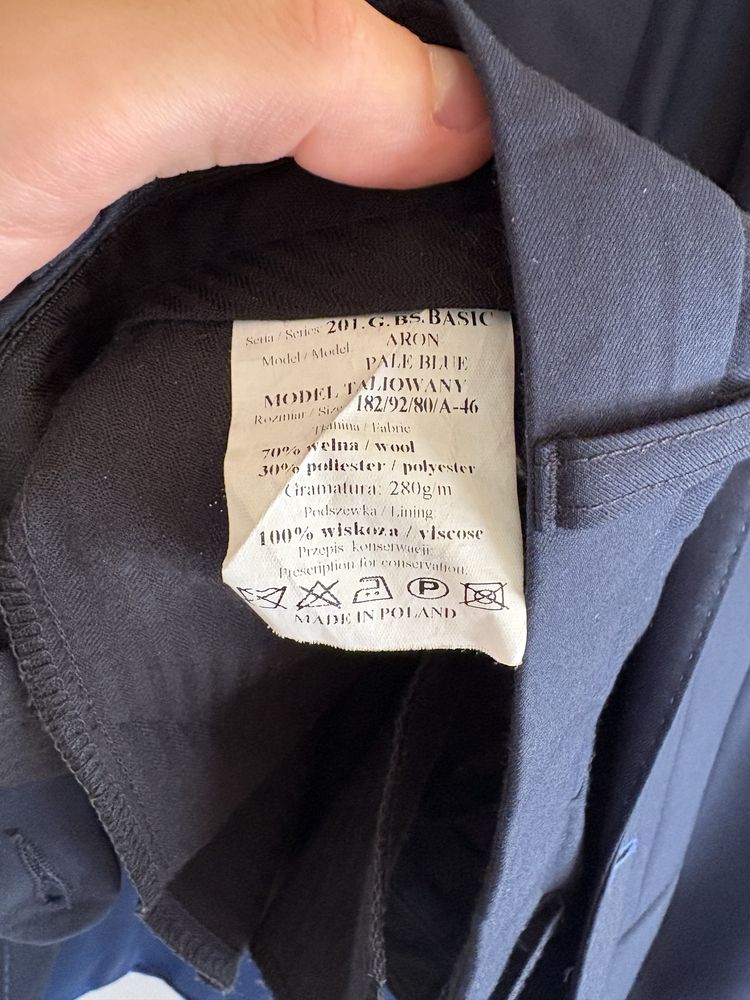 Seria / Series 201.G.BS.BASIC
Model / Model ARON
PALE BLUE
MODEL TALIOWANY
Rozmiar / Size 182/92/80/A-46
Tkanina / Fabric
70% wełna / wool
30% poliester / polyester
Gramatura: 280g/m
Podszewka / Lining
100% wiskoza / viscose
Przepis konserwacji:
Prescription for conservation:
P
MADE IN POLAND